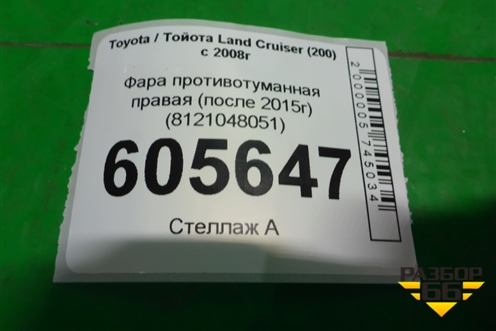 Toyota / Тойота Land Cruiser (200)
с 2008г
Фара противотуманная
правая (после 2015г)
(8121048051)
605647
Стеллаж А
2000005745034
РАЗБОР
66